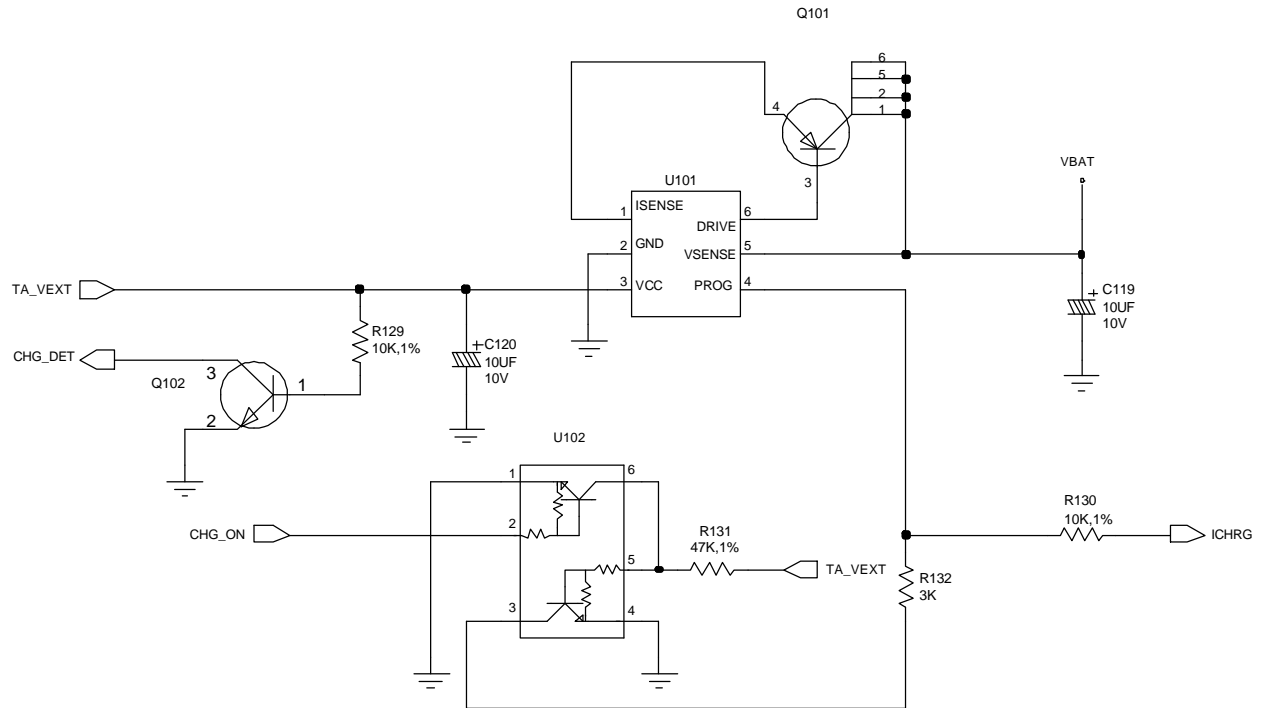 Q101
6
5
2
1
4
3
VBAT
U101
1 ISENSE
DRIVE 6
2 GND
VSENSE 5
3 VCC
PROG 4
TA_VEXT
R129
10K,1%
+ C120
10UF
10V
+ C119
10UF
10V
CHG_DET
Q102
3
1
2
U102
1
6
2
5
3
4
CHG_ON
R131
47K,1%
TA_VEXT
R130
10K,1%
ICHRG
R132
3K